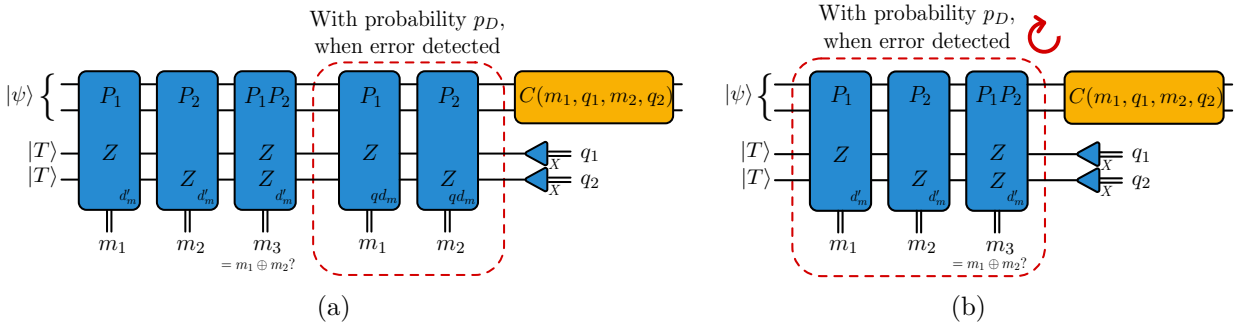 With probability p_D,
when error detected
|ψ⟩ P_1 P_2 P_1P_2 P_1 P_2 C(m_1, q_1, m_2, q_2)
|T⟩ Z Z Z X q_1
|T⟩ Z Z Z X q_2
d'_m d'_m qd_m qd_m
m_1 m_2 m_3 m_1 m_2
= m_1 ⊕ m_2?
(a)
With probability p_D,
when error detected
|ψ⟩ P_1 P_2 P_1P_2 C(m_1, q_1, m_2, q_2)
|T⟩ Z Z X q_1
|T⟩ Z Z X q_2
d'_m d'_m
m_1 m_2 m_3
= m_1 ⊕ m_2?
(b)